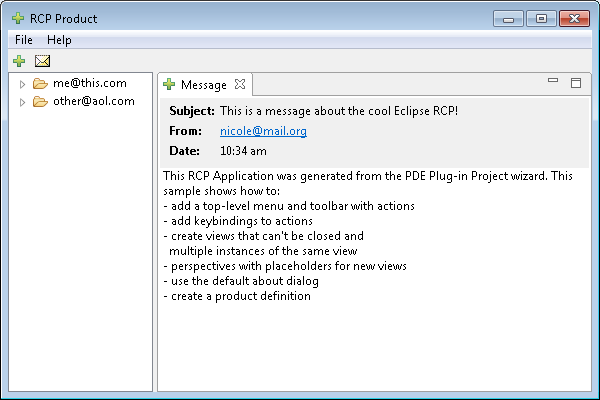 RCP Product
File Help
me@this.com
other@aol.com
Message
Subject: This is a message about the cool Eclipse RCP!
From: nicole@mail.org
Date: 10:34 am
This RCP Application was generated from the PDE Plug-in Project wizard. This
sample shows how to:
- add a top-level menu and toolbar with actions
- add keybindings to actions
- create views that can't be closed and
  multiple instances of the same view
- perspectives with placeholders for new views
- use the default about dialog
- create a product definition